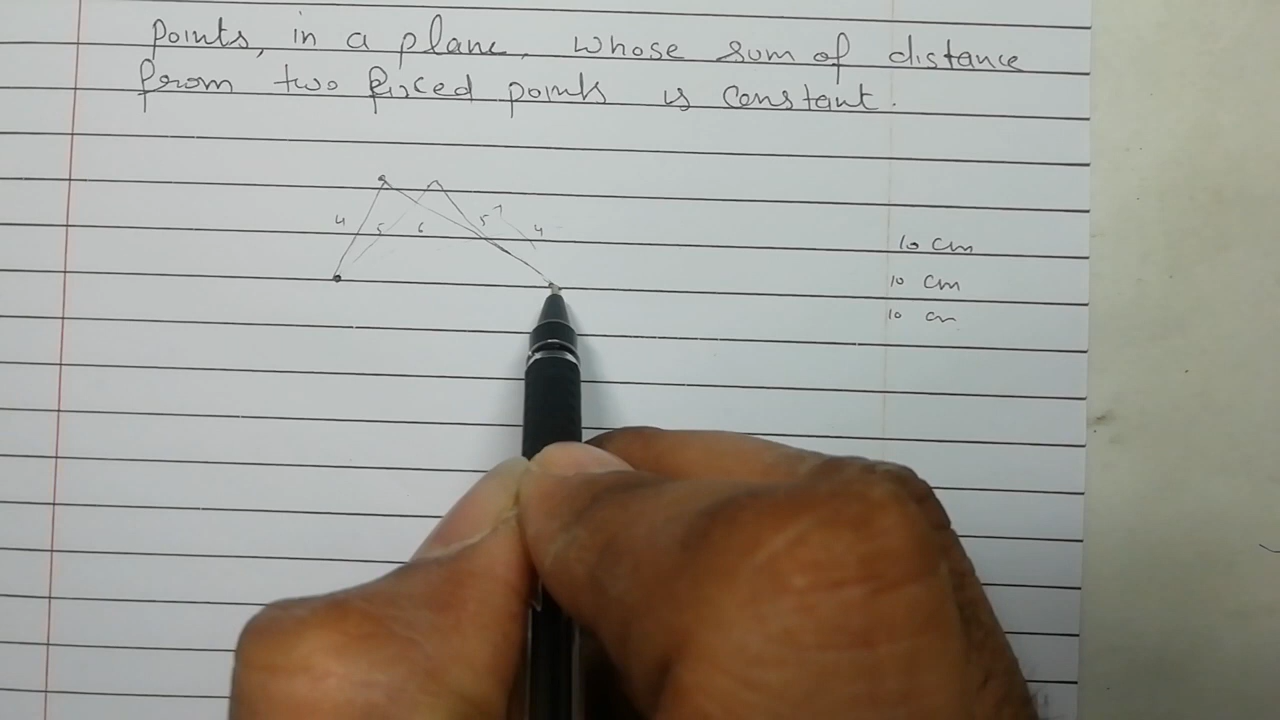 Points, in a plane, whose sum of distance
from two fixed points is constant.
4 5 6 5 7 4
10 cm
10 cm
10 cm